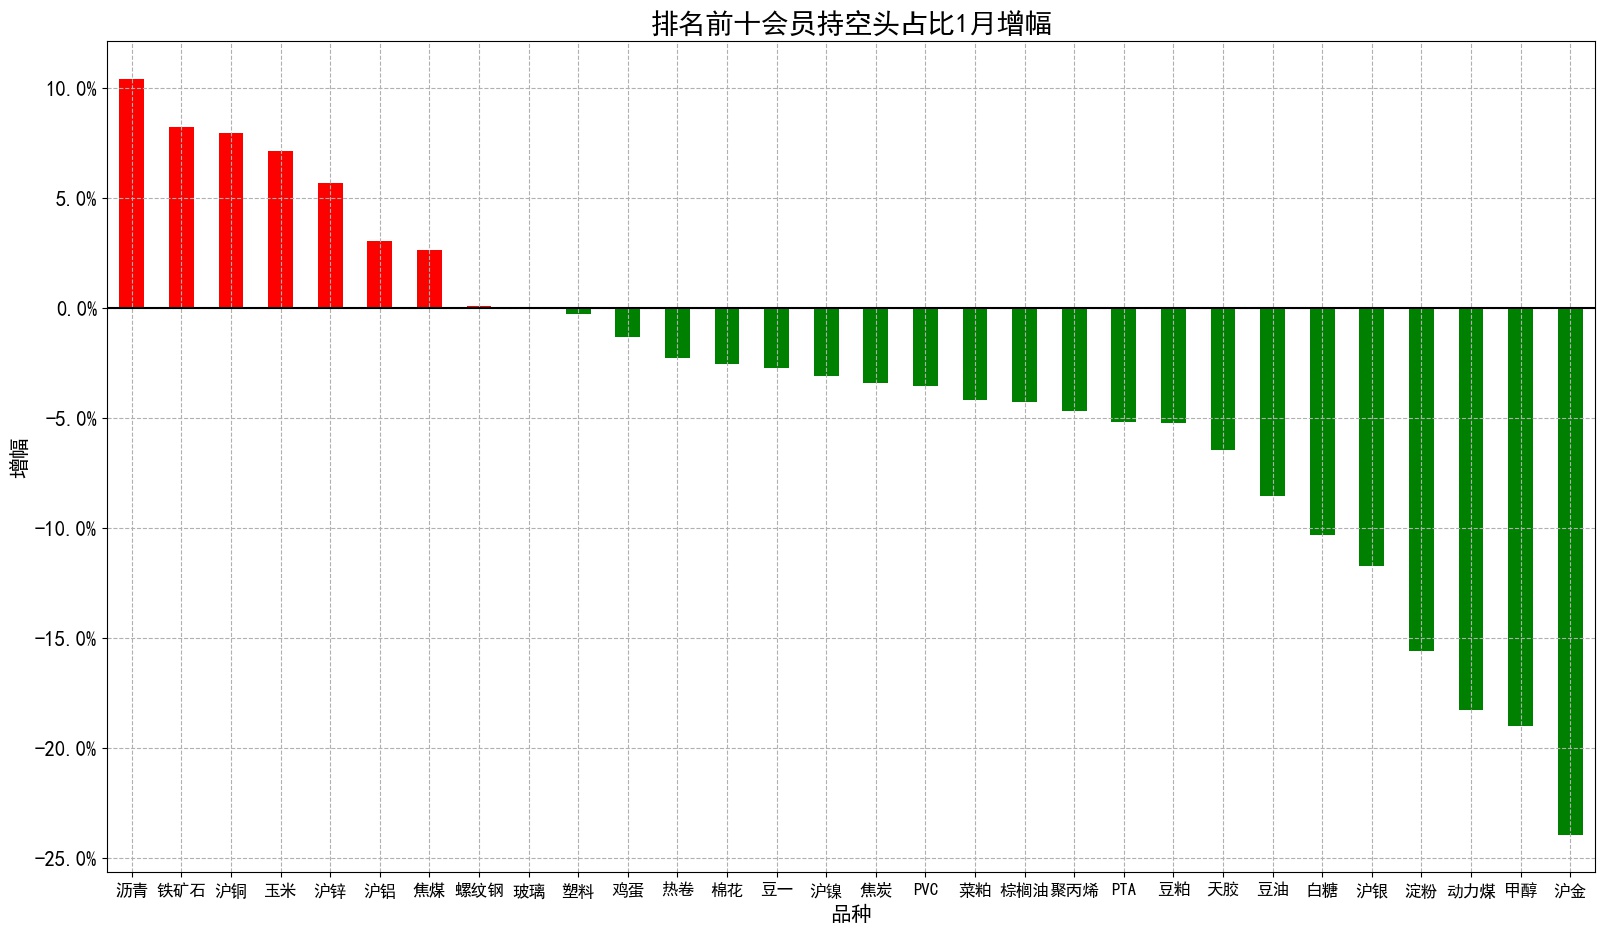 排名前十会员持空头占比1月增幅
10.0%
5.0%
0.0%
-5.0%
-10.0%
-15.0%
-20.0%
-25.0%
增幅
沥青 铁矿石 沪铜 玉米 沪锌 沪铝 焦煤 螺纹钢 玻璃 塑料 鸡蛋 热卷 棉花 豆一 沪镍 焦炭 PVC 菜粕 棕榈油 聚丙烯 PTA 豆粕 天胶 豆油 白糖 沪银 淀粉 动力煤 甲醇 沪金
品种